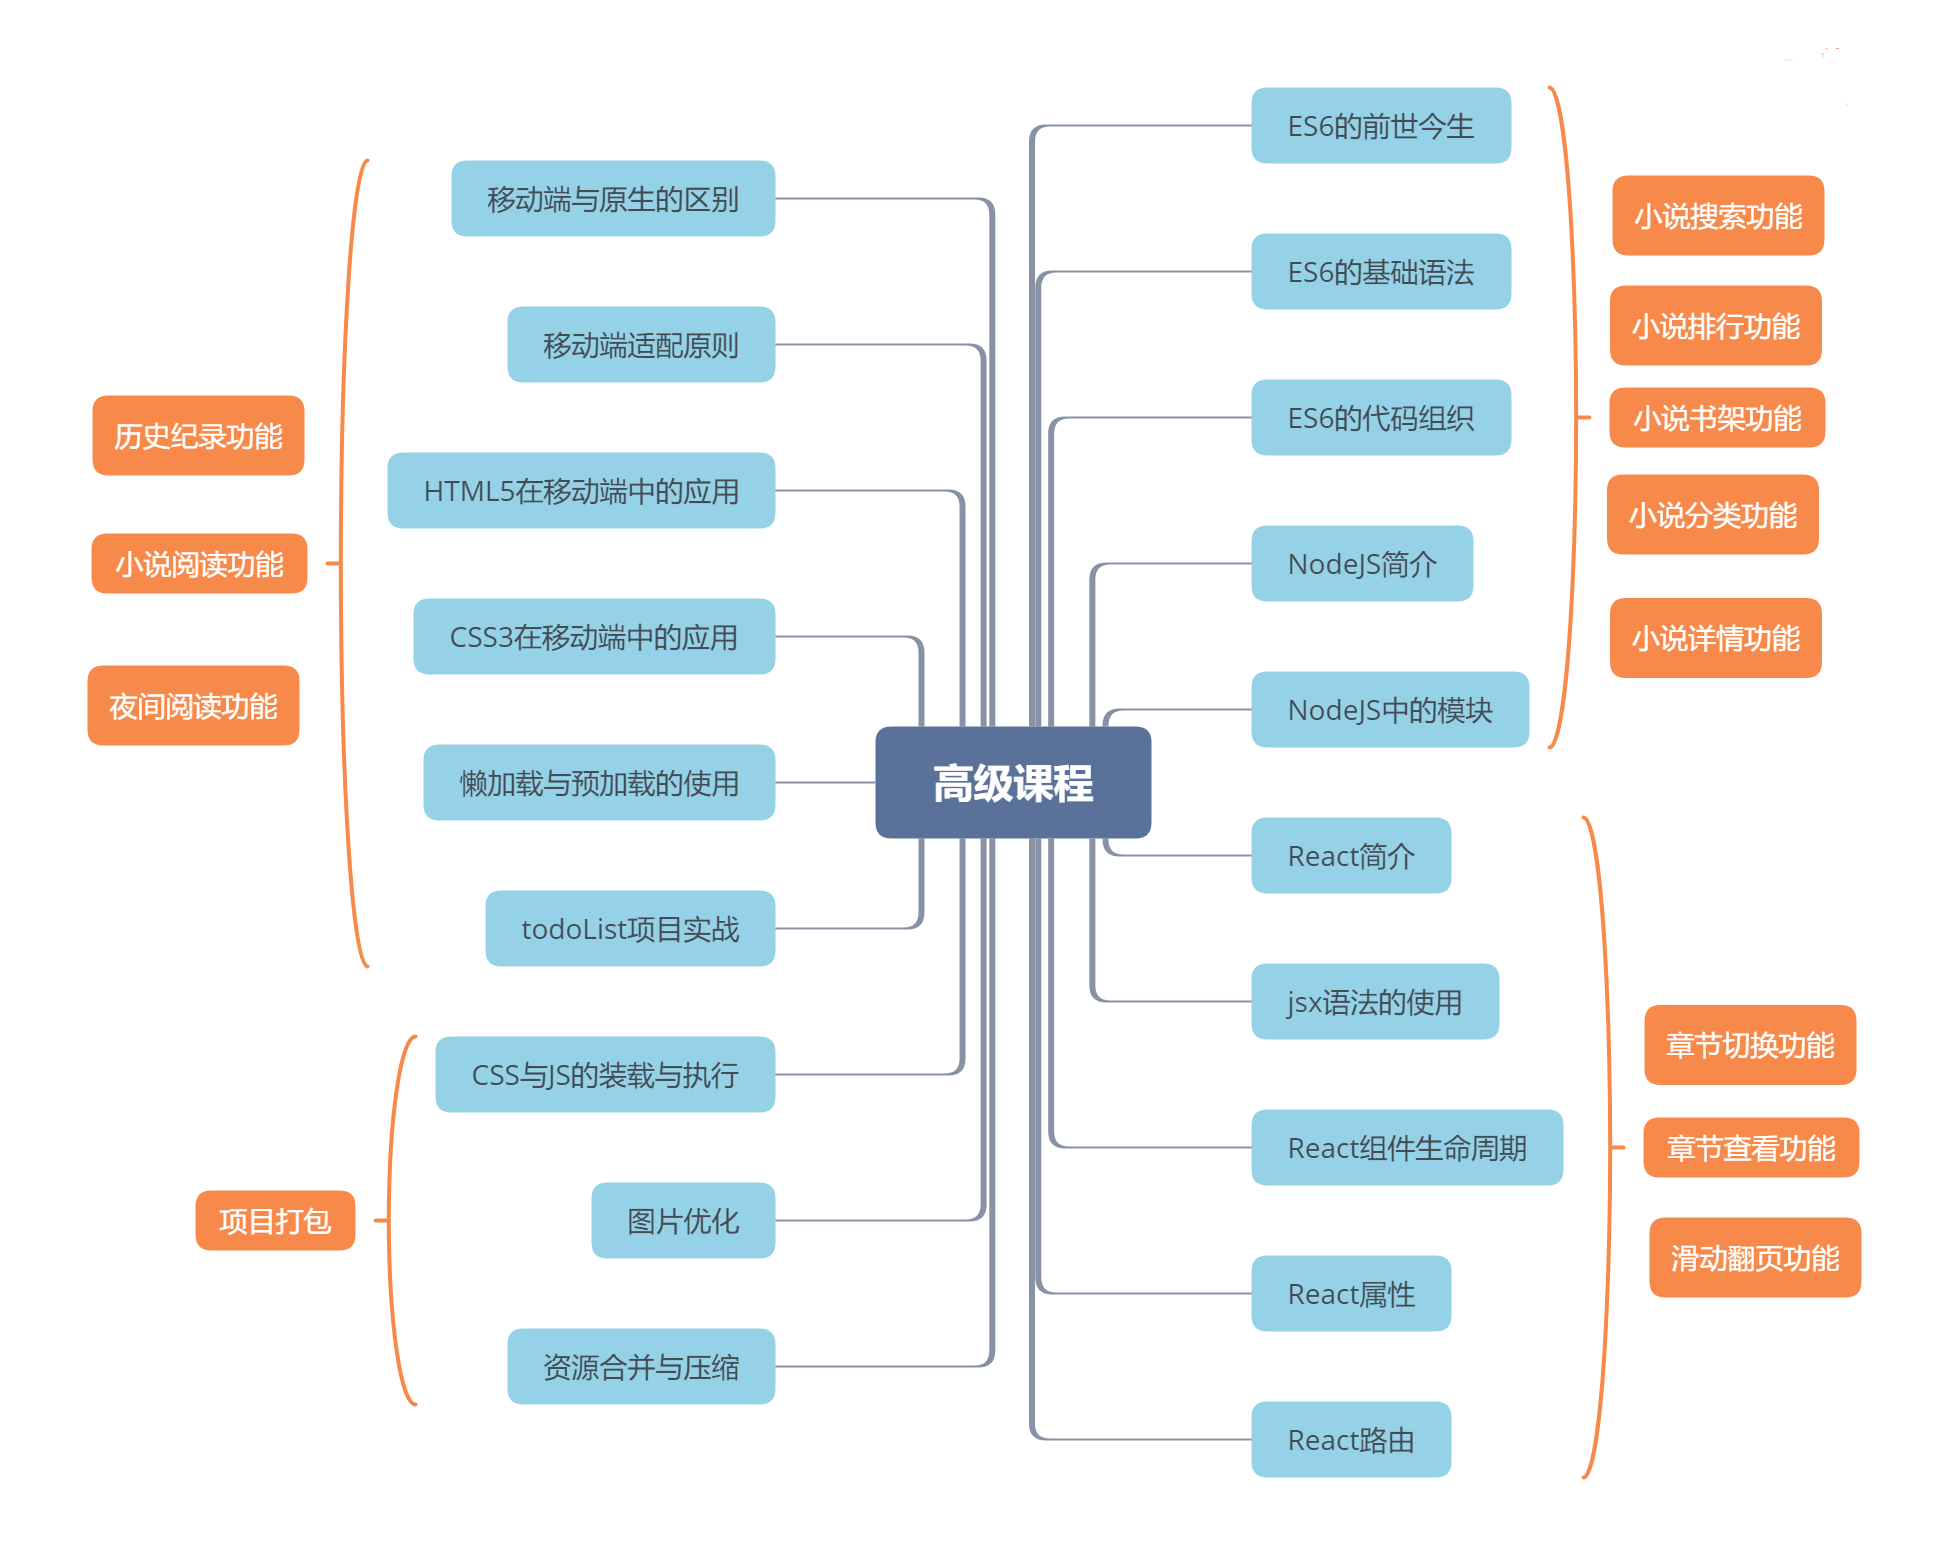 高级课程
移动端与原生的区别
移动端适配原则
HTML5在移动端中的应用
CSS3在移动端中的应用
懒加载与预加载的使用
todoList项目实战
历史纪录功能
小说阅读功能
夜间阅读功能
CSS与JS的装载与执行
图片优化
资源合并与压缩
项目打包
ES6的前世今生
ES6的基础语法
ES6的代码组织
NodeJS简介
NodeJS中的模块
小说搜索功能
小说排行功能
小说书架功能
小说分类功能
小说详情功能
React简介
jsx语法的使用
React组件生命周期
React属性
React路由
章节切换功能
章节查看功能
滑动翻页功能